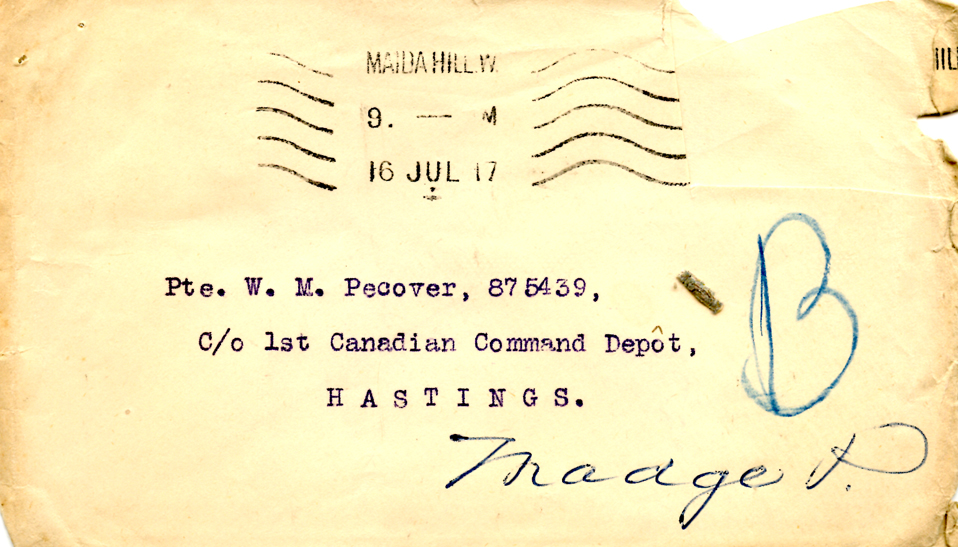 MAIDA HILL.W.
9. — M
16 JUL 17
B
Pte. W. M. Pecover, 875439,
C/o 1st Canadian Command Depôt,
HASTINGS.
Madge P.